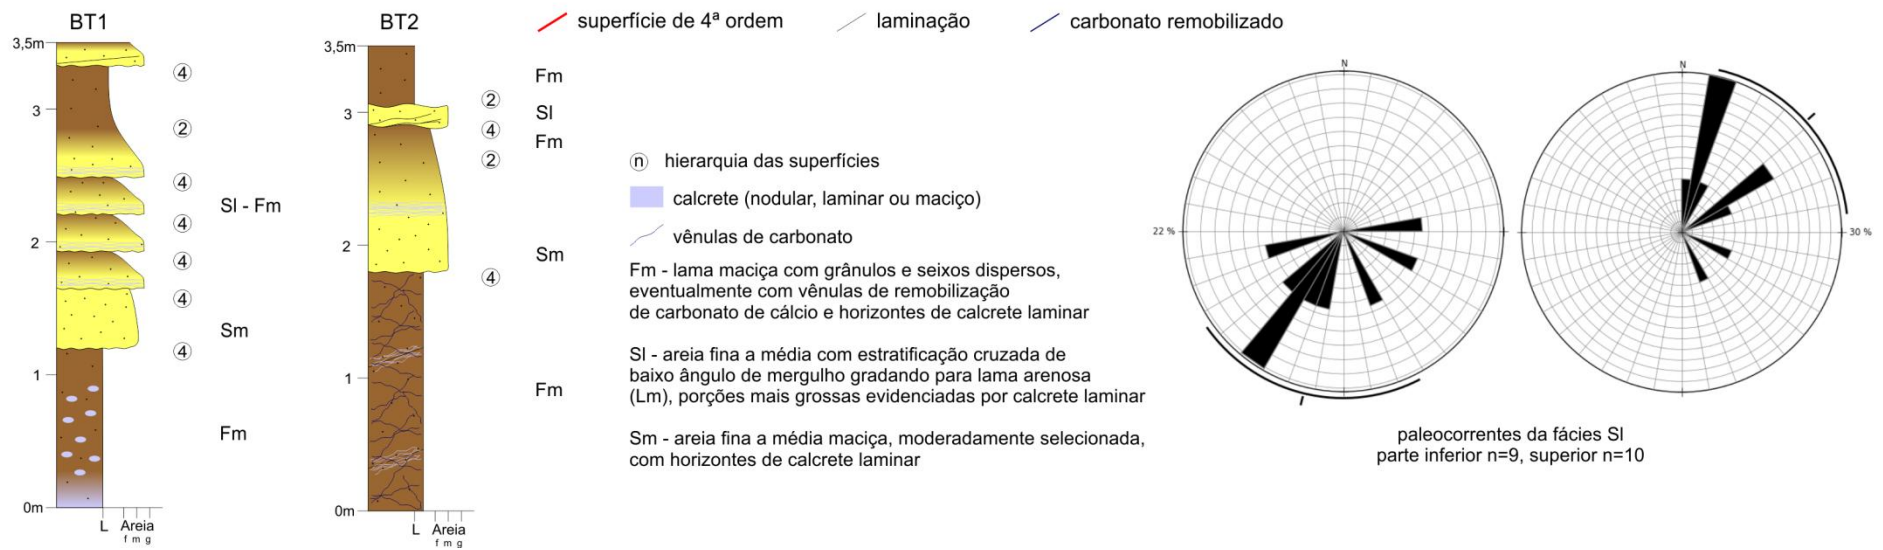 BT1
3,5m
3
2
1
0m
L
Areia
f m g
4
2
4
4
4
4
4
Sl - Fm
Sm
Fm
BT2
3,5m
3
2
1
0m
L
Areia
f m g
2
4
2
4
Fm
Sl
Fm
Sm
Fm
superfície de 4ª ordem
laminação
carbonato remobilizado
n hierarquia das superfícies
calcrete (nodular, laminar ou maciço)
vênulas de carbonato
Fm - lama maciça com grânulos e seixos dispersos,
eventualmente com vênulas de remobilização
de carbonato de cálcio e horizontes de calcrete laminar
Sl - areia fina a média com estratificação cruzada de
baixo ângulo de mergulho gradando para lama arenosa
(Lm), porções mais grossas evidenciadas por calcrete laminar
Sm - areia fina a média maciça, moderadamente selecionada,
com horizontes de calcrete laminar
N
22 %
N
30 %
paleocorrentes da fácies Sl
parte inferior n=9, superior n=10